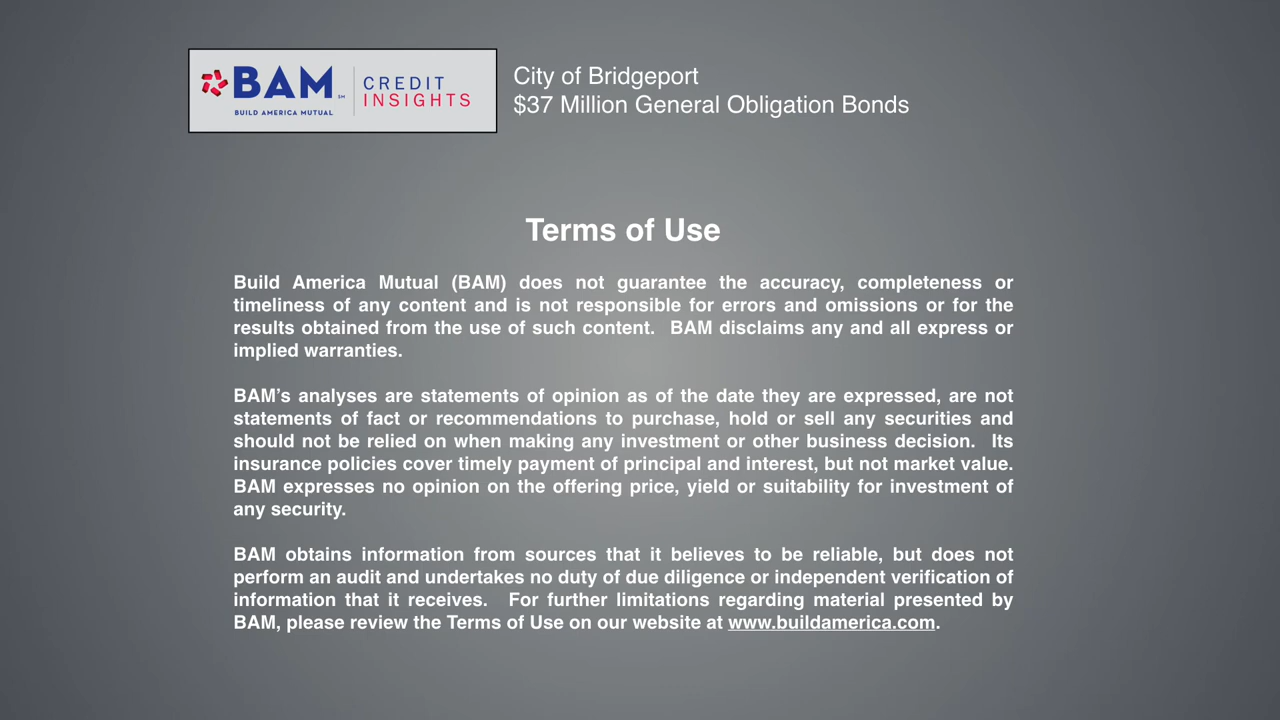 BAM SM
BUILD AMERICA MUTUAL
CREDIT
INSIGHTS
City of Bridgeport
$37 Million General Obligation Bonds
Terms of Use
Build America Mutual (BAM) does not guarantee the accuracy, completeness or
timeliness of any content and is not responsible for errors and omissions or for the
results obtained from the use of such content.  BAM disclaims any and all express or
implied warranties.
BAM’s analyses are statements of opinion as of the date they are expressed, are not
statements of fact or recommendations to purchase, hold or sell any securities and
should not be relied on when making any investment or other business decision.  Its
insurance policies cover timely payment of principal and interest, but not market value.
BAM expresses no opinion on the offering price, yield or suitability for investment of
any security.
BAM obtains information from sources that it believes to be reliable, but does not
perform an audit and undertakes no duty of due diligence or independent verification of
information that it receives.  For further limitations regarding material presented by
BAM, please review the Terms of Use on our website at www.buildamerica.com.